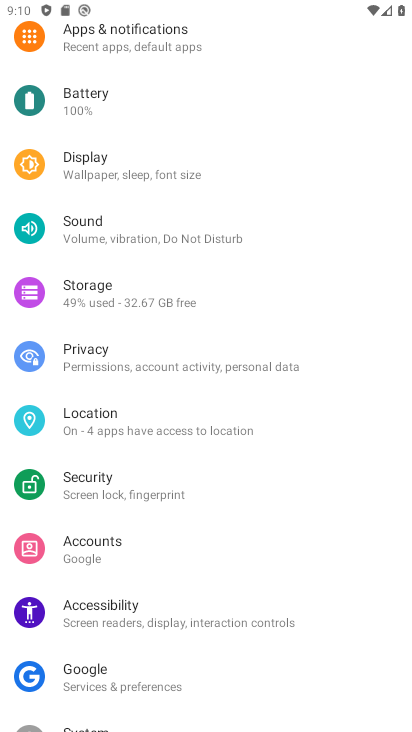 9:10
Apps & notifications
Recent apps, default apps
Battery
100%
Display
Wallpaper, sleep, font size
Sound
Volume, vibration, Do Not Disturb
Storage
49% used - 32.67 GB free
Privacy
Permissions, account activity, personal data
Location
On - 4 apps have access to location
Security
Screen lock, fingerprint
Accounts
Google
Accessibility
Screen readers, display, interaction controls
Google
Services & preferences
System